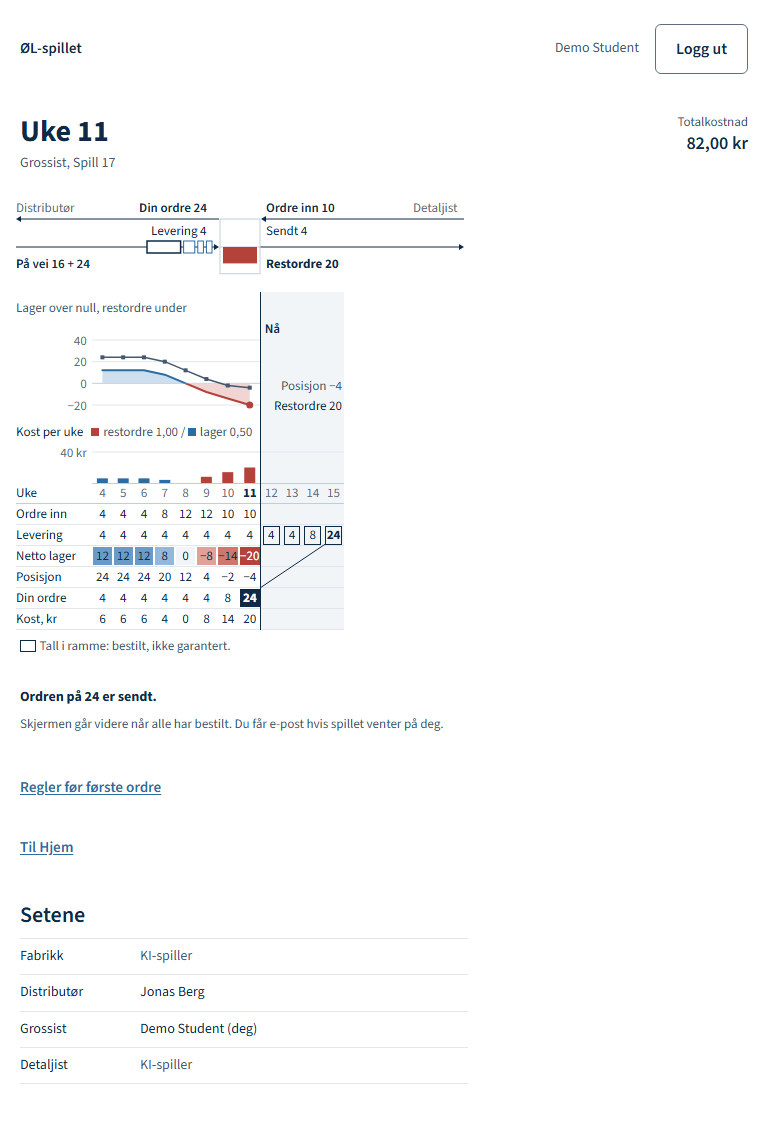 ØL-spillet
Demo Student
Logg ut
Uke 11
Totalkostnad
82,00 kr
Grossist, Spill 17
Distributør
Din ordre 24
Ordre inn 10
Detaljist
Levering 4
Sendt 4
På vei 16 + 24
Restordre 20
Lager over null, restordre under
Nå
40
20
0
−20
Posisjon −4
Restordre 20
Kost per uke restordre 1,00 / lager 0,50
40 kr
Uke 4 5 6 7 8 9 10 11 12 13 14 15
Ordre inn 4 4 4 8 12 12 10 10
Levering 4 4 4 4 4 4 4 4 4 4 8 24
Netto lager 12 12 12 8 0 −8 −14 −20
Posisjon 24 24 24 20 12 4 −2 −4
Din ordre 4 4 4 4 4 4 8 24
Kost, kr 6 6 6 4 0 8 14 20
Tall i ramme: bestilt, ikke garantert.
Ordren på 24 er sendt.
Skjermen går videre når alle har bestilt. Du får e-post hvis spillet venter på deg.
Regler før første ordre
Til Hjem
Setene
Fabrikk KI-spiller
Distributør Jonas Berg
Grossist Demo Student (deg)
Detaljist KI-spiller